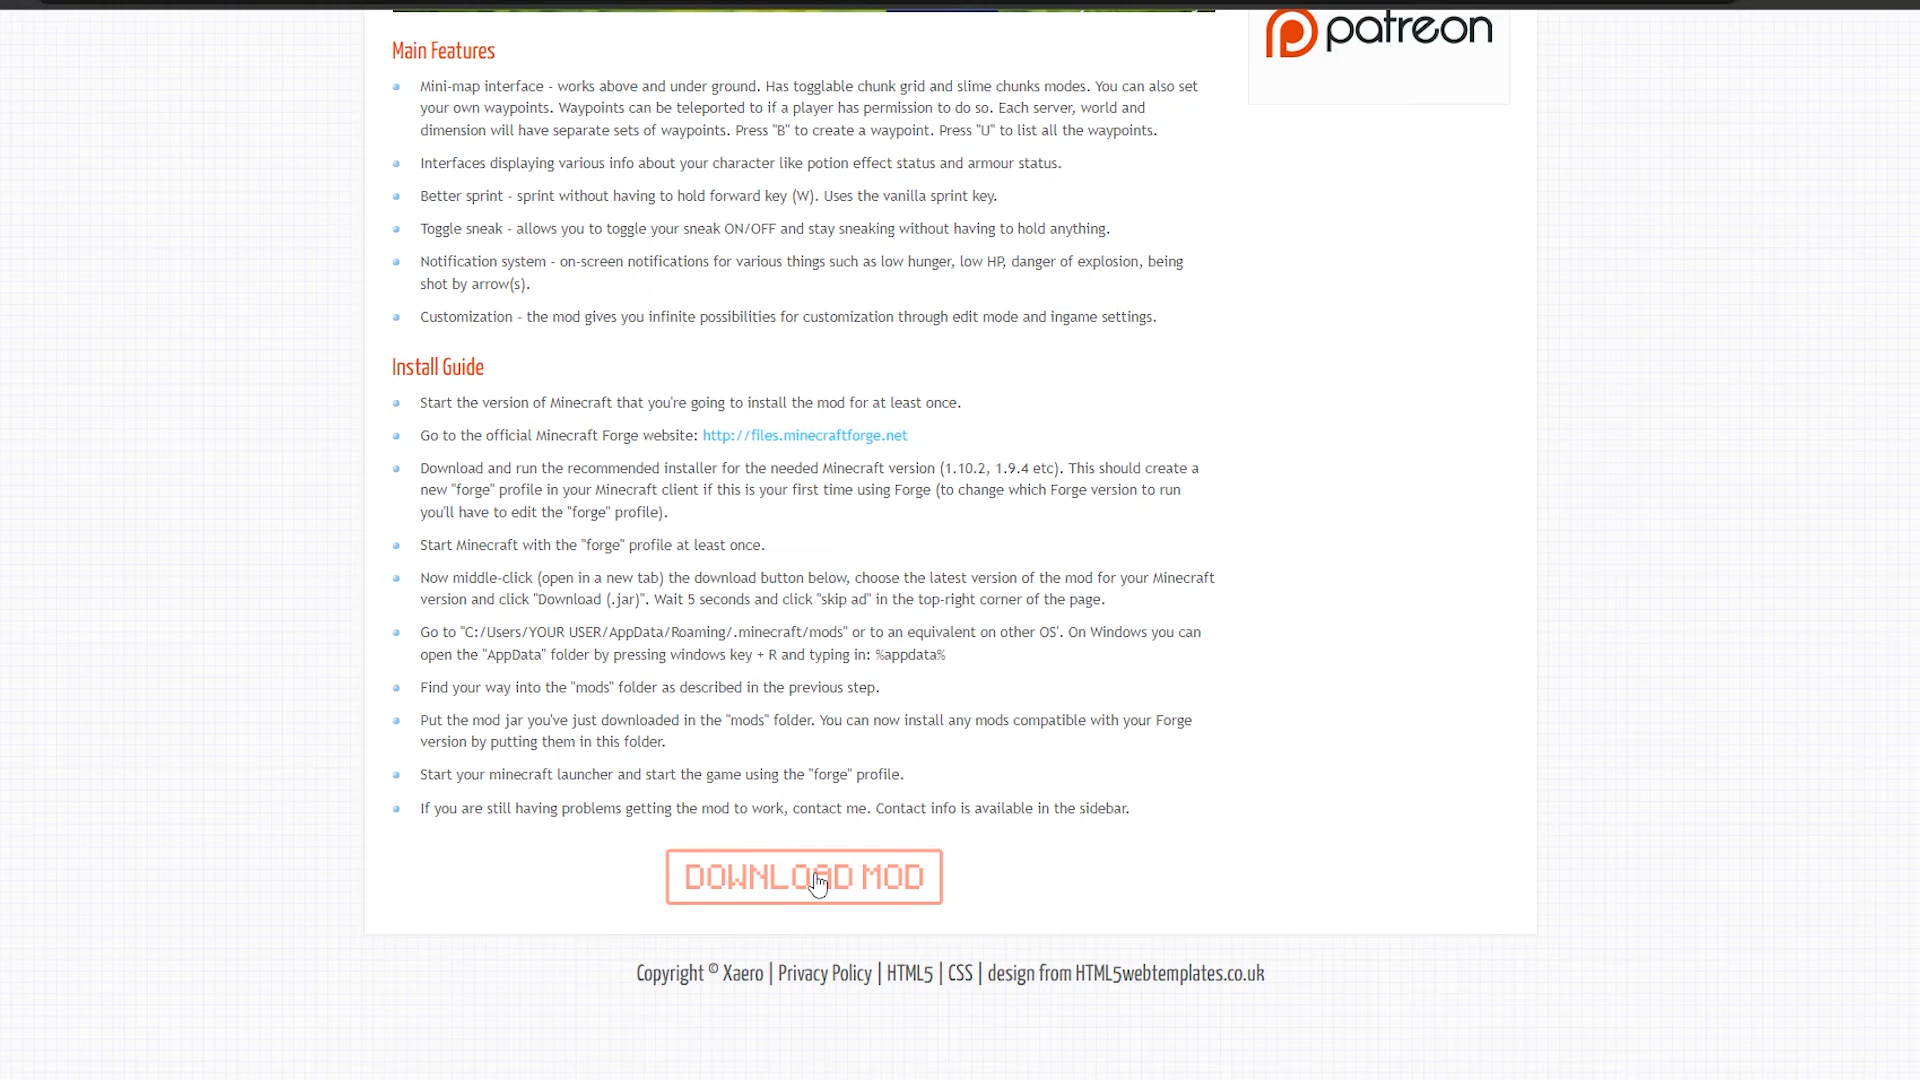 patreon
Main Features
Mini-map interface - works above and under ground. Has togglable chunk grid and slime chunks modes. You can also set
your own waypoints. Waypoints can be teleported to if a player has permission to do so. Each server, world and
dimension will have separate sets of waypoints. Press "B" to create a waypoint. Press "U" to list all the waypoints.
Interfaces displaying various info about your character like potion effect status and armour status.
Better sprint - sprint without having to hold forward key (W). Uses the vanilla sprint key.
Toggle sneak - allows you to toggle your sneak ON/OFF and stay sneaking without having to hold anything.
Notification system - on-screen notifications for various things such as low hunger, low HP, danger of explosion, being
shot by arrow(s).
Customization - the mod gives you infinite possibilities for customization through edit mode and ingame settings.
Install Guide
Start the version of Minecraft that you're going to install the mod for at least once.
Go to the official Minecraft Forge website: http://files.minecraftforge.net
Download and run the recommended installer for the needed Minecraft version (1.10.2, 1.9.4 etc). This should create a
new "forge" profile in your Minecraft client if this is your first time using Forge (to change which Forge version to run
you'll have to edit the "forge" profile).
Start Minecraft with the "forge" profile at least once.
Now middle-click (open in a new tab) the download button below, choose the latest version of the mod for your Minecraft
version and click "Download (.jar)". Wait 5 seconds and click "skip ad" in the top-right corner of the page.
Go to "C:/Users/YOUR USER/AppData/Roaming/.minecraft/mods" or to an equivalent on other OS'. On Windows you can
open the "AppData" folder by pressing windows key + R and typing in: %appdata%
Find your way into the "mods" folder as described in the previous step.
Put the mod jar you've just downloaded in the "mods" folder. You can now install any mods compatible with your Forge
version by putting them in this folder.
Start your minecraft launcher and start the game using the "forge" profile.
If you are still having problems getting the mod to work, contact me. Contact info is available in the sidebar.
DOWNLOAD MOD
Copyright © Xaero | Privacy Policy | HTML5 | CSS | design from HTML5webtemplates.co.uk